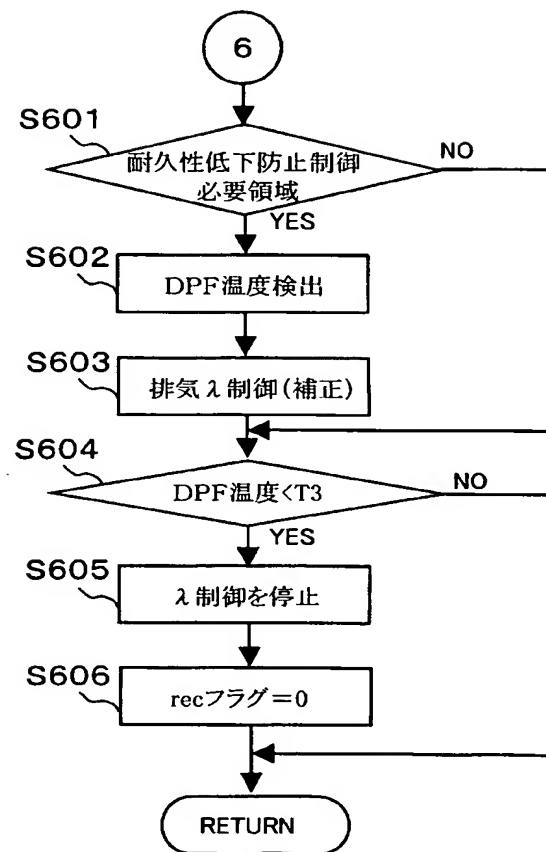 6
S601
耐久性低下防止制御
必要領域
NO
YES
S602
DPF温度検出
S603
排気λ制御(補正)
S604
DPF温度<T3
NO
YES
S605
λ制御を停止
S606
recフラグ=0
RETURN